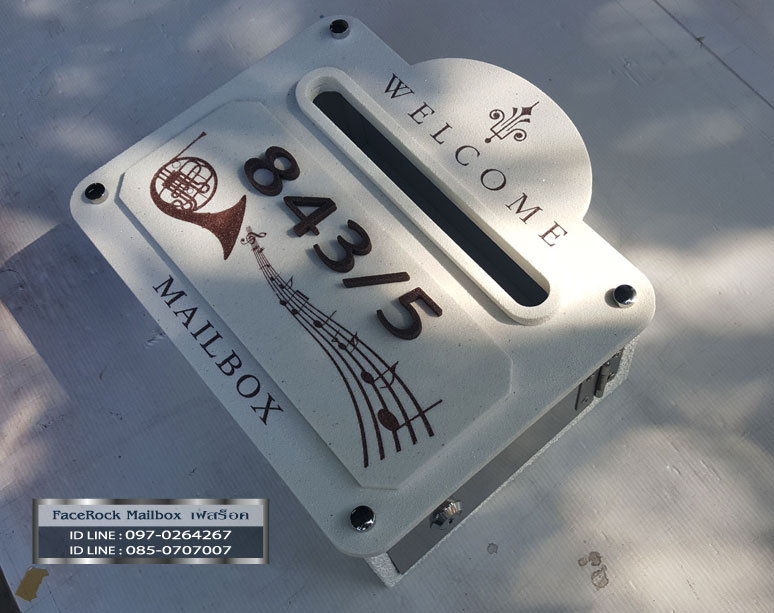 WELCOME
843/5
MAILBOX
FaceRock Mailbox เฟสร็อค
ID LINE : 097-0264267
ID LINE : 085-0707007